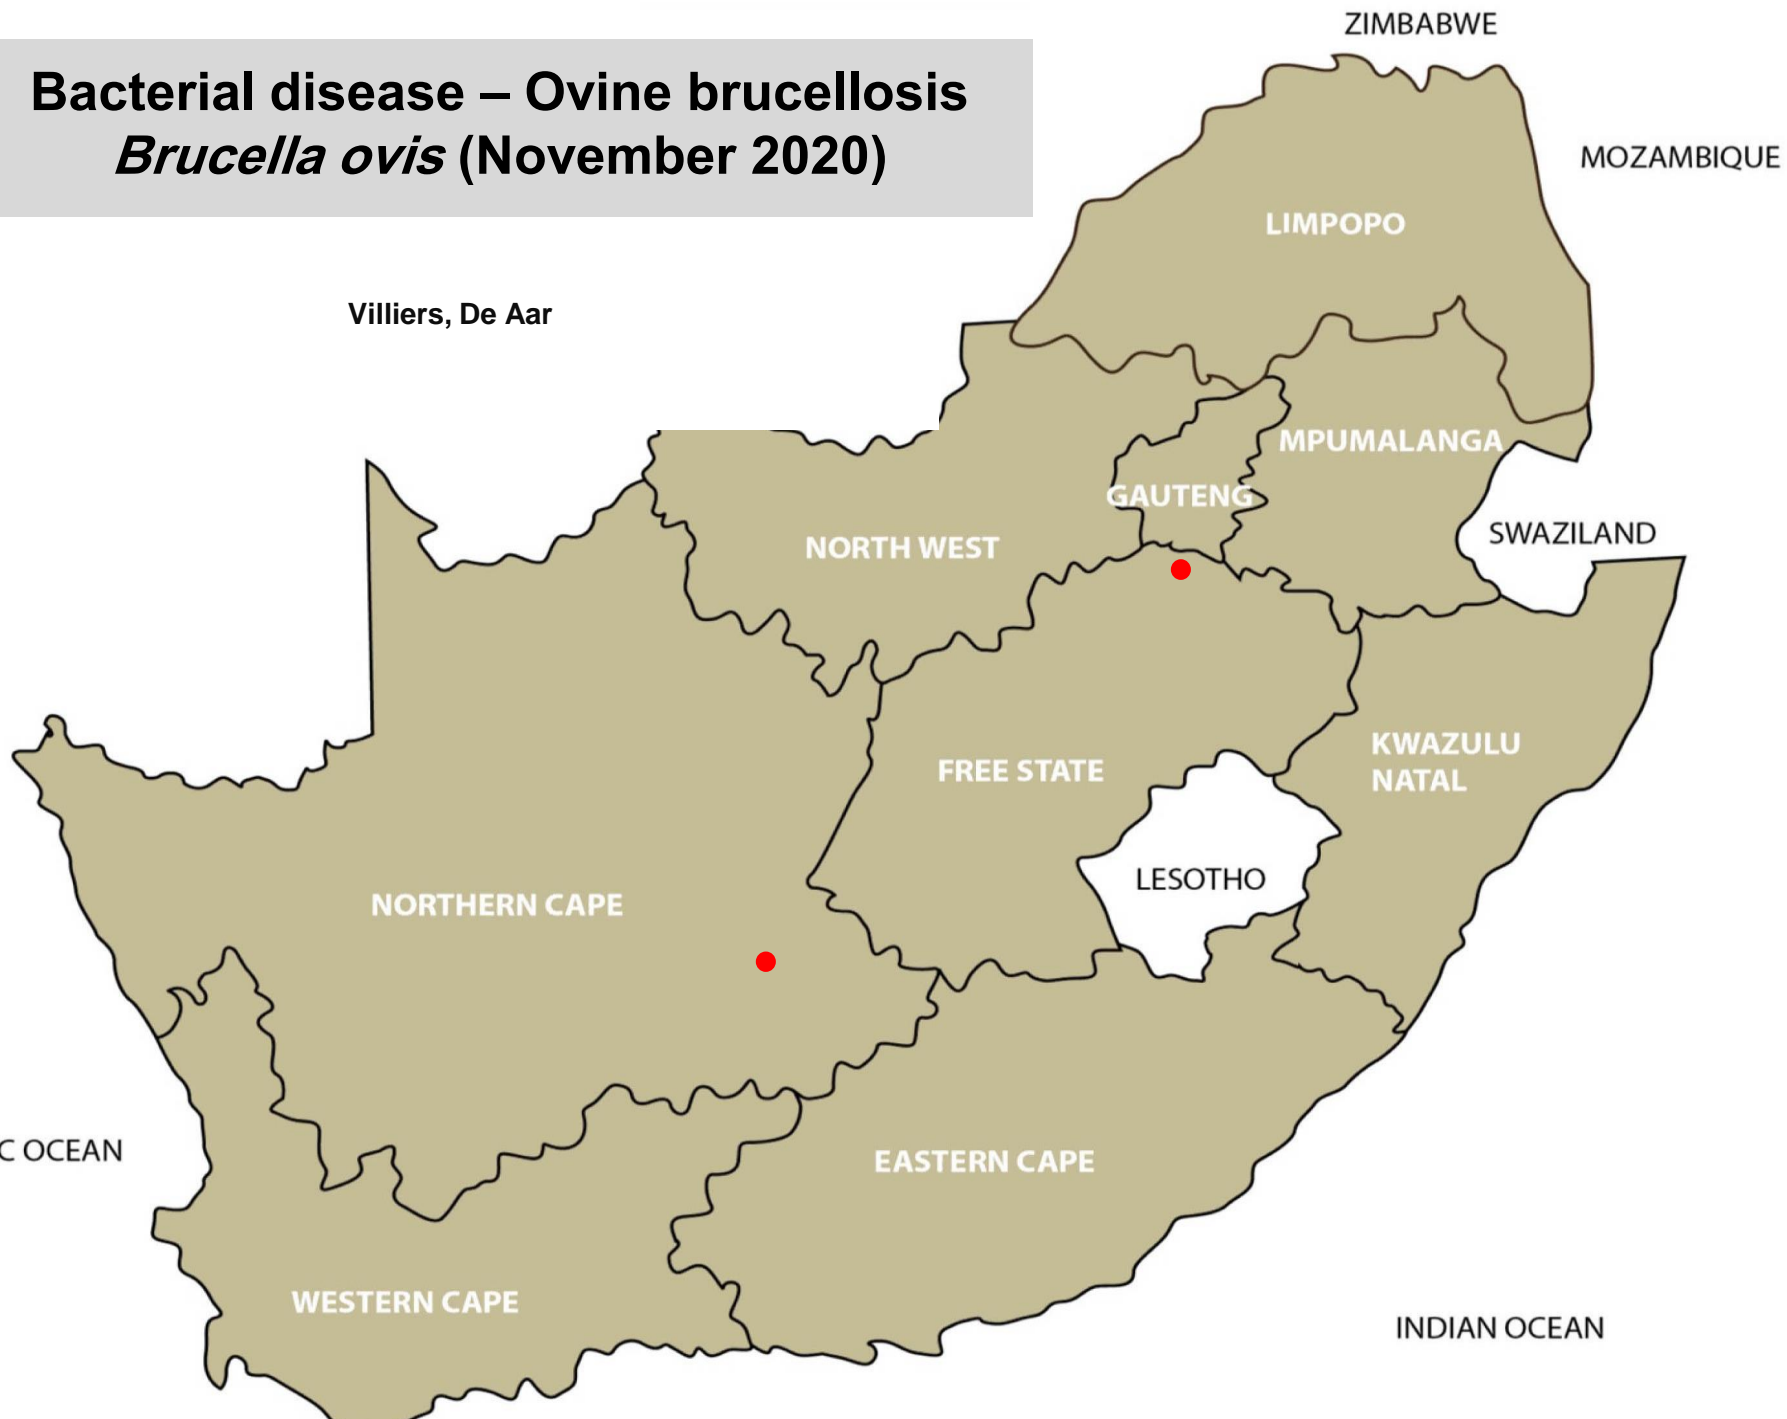 ZIMBABWE
Bacterial disease – Ovine brucellosis
Brucella ovis (November 2020)
MOZAMBIQUE
LIMPOPO
Villiers, De Aar
MPUMALANGA
GAUTENG
SWAZILAND
NORTH WEST
KWAZULU
NATAL
FREE STATE
LESOTHO
NORTHERN CAPE
C OCEAN
EASTERN CAPE
WESTERN CAPE
INDIAN OCEAN